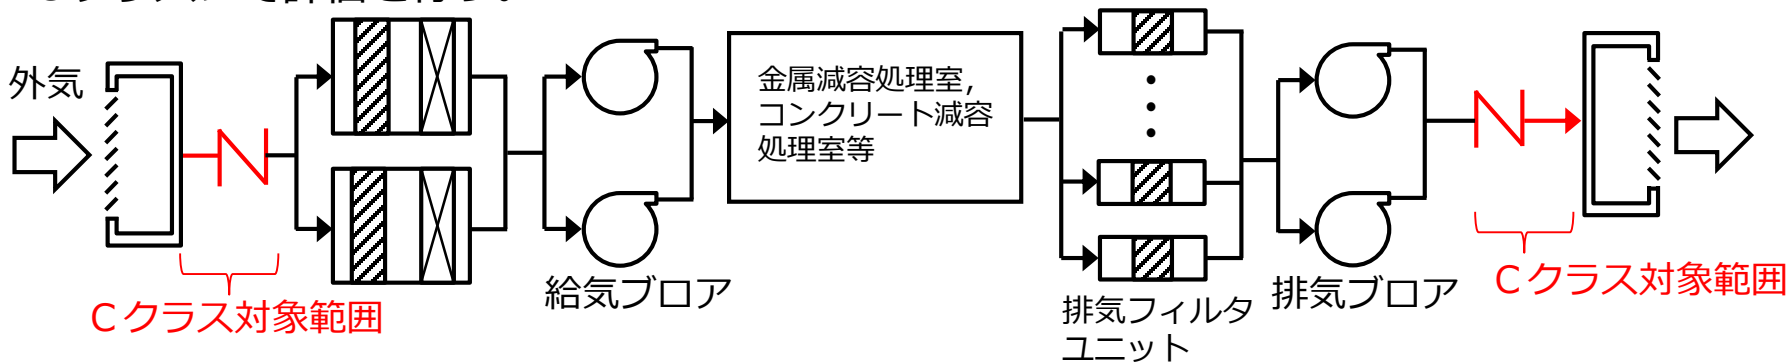 外気
金属減容処理室，
コンクリート減容
処理室等
給気ブロア
排気フィルタ
ユニット
排気ブロア
Ｃクラス対象範囲
Ｃクラス対象範囲